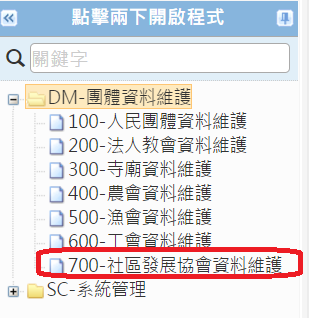 點擊兩下開啟程式
關鍵字
DM-團體資料維護
100-人民團體資料維護
200-法人教會資料維護
300-寺廟資料維護
400-農會資料維護
500-漁會資料維護
600-工會資料維護
700-社區發展協會資料維護
SC-系統管理